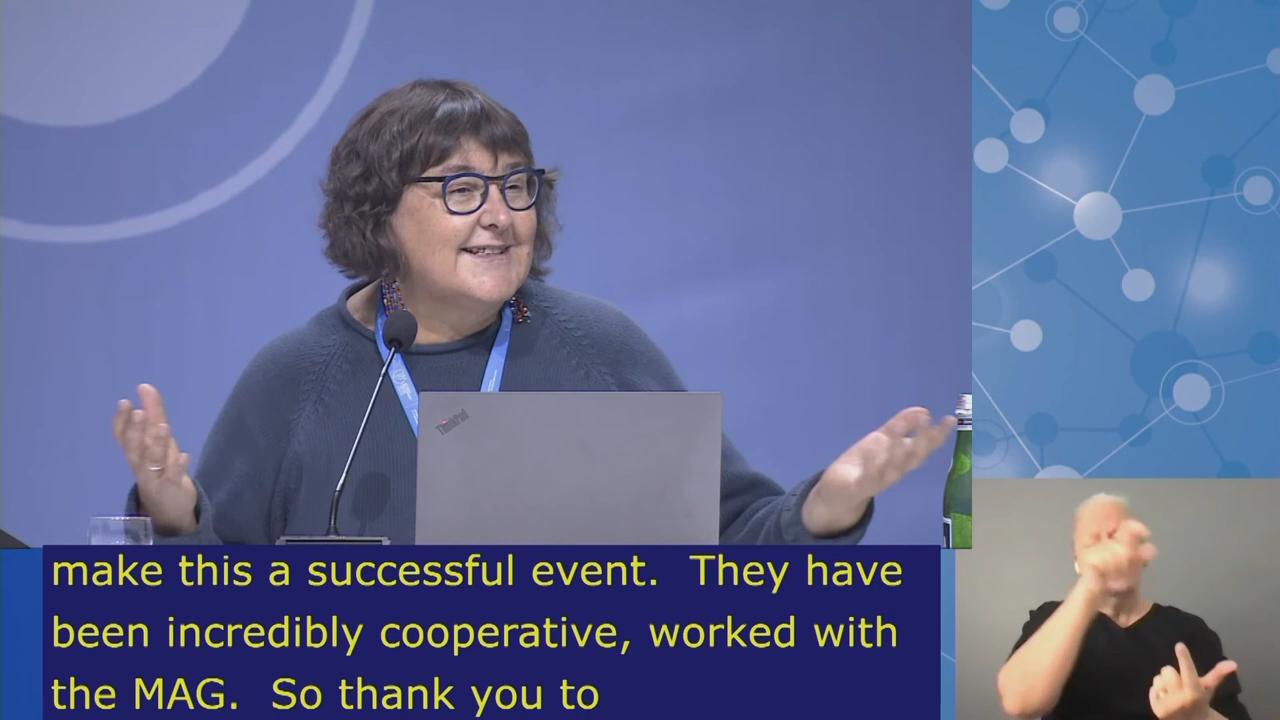 ThinkPad
make this a successful event.  They have
been incredibly cooperative, worked with
the MAG.  So thank you to